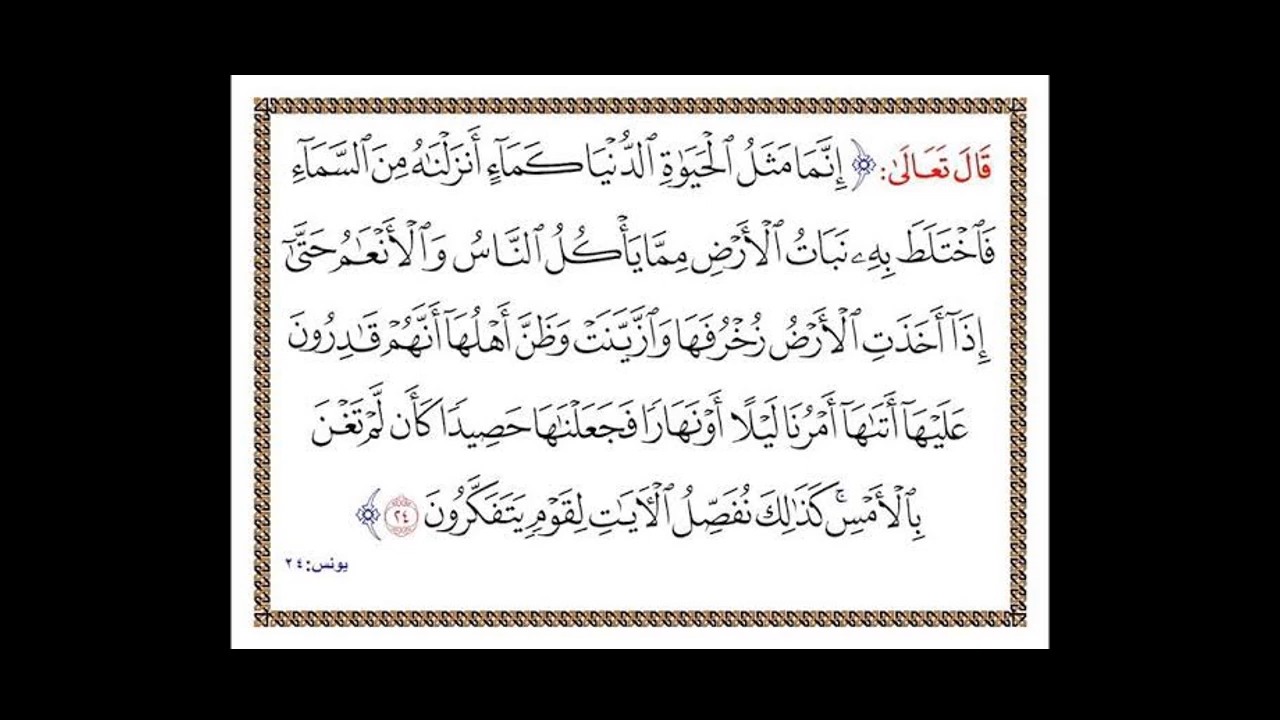 قَالَ تَعَالَىٰ: ﴿ إِنَّمَا مَثَلُ ٱلْحَيَوٰةِ ٱلدُّنْيَا كَمَآءٍ أَنزَلْنَٰهُ مِنَ ٱلسَّمَآءِ
فَٱخْتَلَطَ بِهِۦ نَبَاتُ ٱلْأَرْضِ مِمَّا يَأْكُلُ ٱلنَّاسُ وَٱلْأَنْعَٰمُ حَتَّىٰٓ
إِذَآ أَخَذَتِ ٱلْأَرْضُ زُخْرُفَهَا وَٱزَّيَّنَتْ وَظَنَّ أَهْلُهَآ أَنَّهُمْ قَٰدِرُونَ
عَلَيْهَآ أَتَىٰهَآ أَمْرُنَا لَيْلًا أَوْ نَهَارًا فَجَعَلْنَٰهَا حَصِيدًا كَأَن لَّمْ تَغْنَ
بِٱلْأَمْسِ ۚ كَذَٰلِكَ نُفَصِّلُ ٱلْءَايَٰتِ لِقَوْمٍ يَتَفَكَّرُونَ ٢٤ ﴾
يونس: ٢٤